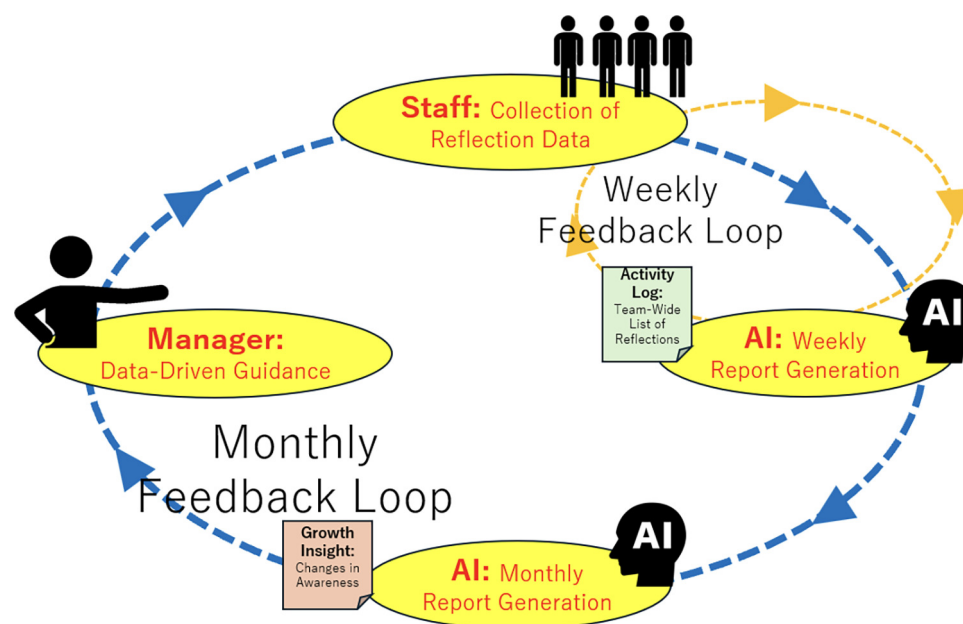 Staff: Collection of
Reflection Data
Weekly
Feedback Loop
Activity
Log:
Team-Wide
List of
Reflections
AI
AI: Weekly
Report Generation
Manager:
Data-Driven Guidance
Monthly
Feedback Loop
Growth
Insight:
Changes in
Awareness
AI
AI: Monthly
Report Generation